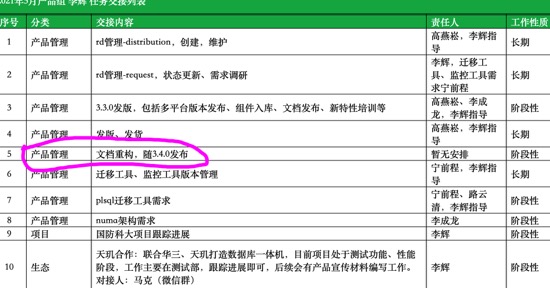 2021年5月产品组 李辉 任务交接列表
序号 分类 交接内容 责任人 工作性质
1 产品管理 rd管理-distribution，创建，维护 高燕崧、李辉指导 长期
2 产品管理 rd管理-request，状态更新、需求调研 李辉，迁移工具、监控工具需求宁前程 长期
3 产品管理 3.3.0发版，包括多平台版本发布、组件入库、文档发布、新特性培训等 高燕崧、李成龙，李辉指导 阶段性
4 产品管理 发版、发货 高燕崧、李辉指导 长期
5 产品管理 文档重构，随3.4.0发布 暂无安排 阶段性
6 产品管理 迁移工具、监控工具版本管理 宁前程，李辉指导 长期
7 产品管理 plsql迁移工具需求 宁前程、路云清，李辉指导 阶段性
8 产品管理 numa架构需求 李成龙 阶段性
9 项目 国防科大项目跟踪进展 李辉 阶段性
10 生态 天玑合作：联合华三、天玑打造数据库一体机，目前项目处于测试功能、性能
阶段，工作主要在测试部，跟踪进展即可，后续会有产品宣传材料编写工作。
对接人：马克（微信群） 李辉 阶段性